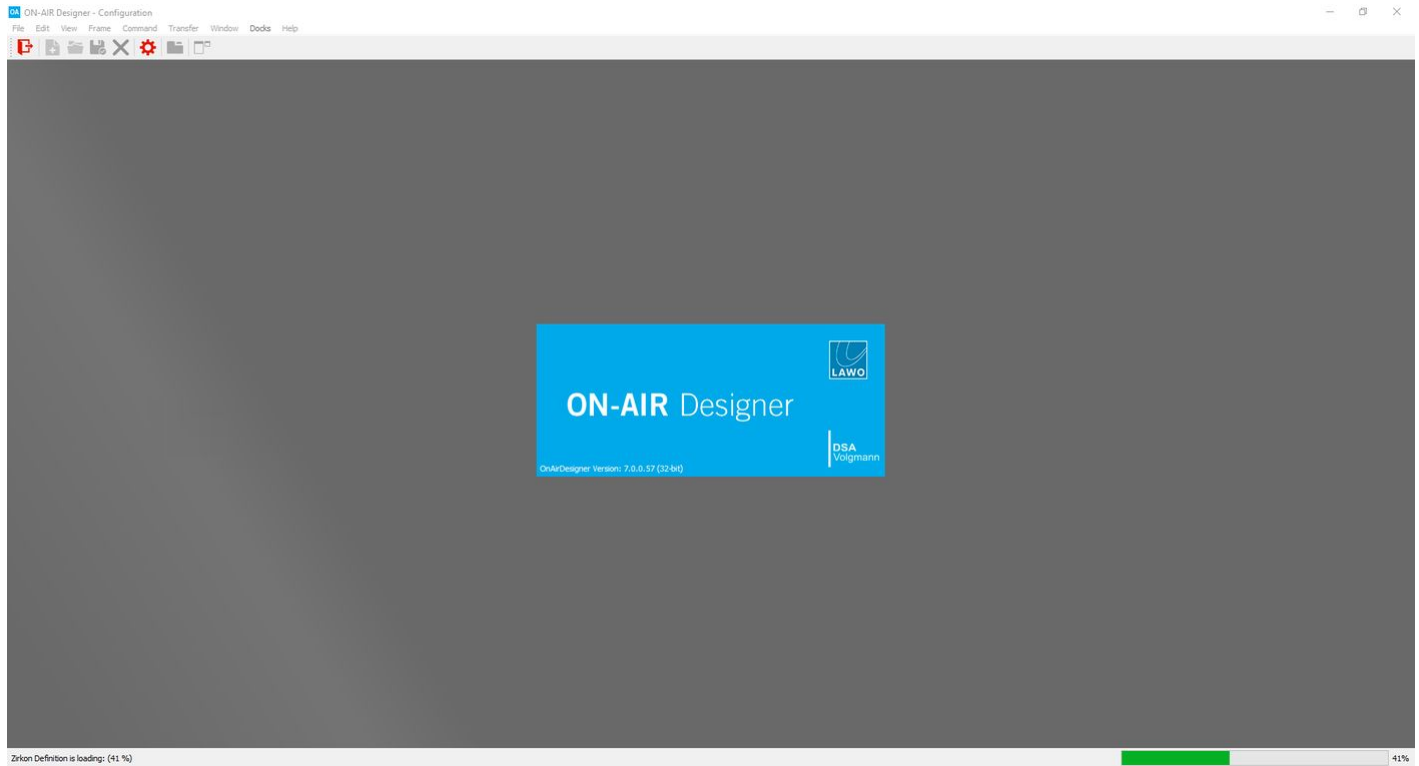 OA ON-AIR Designer - Configuration
File Edit View Frame Command Transfer Window Docks Help
LAWO
ON-AIR Designer
DSA
Volgmann
OnAirDesigner Version: 7.0.0.57 (32-bit)
Zirkon Definition is loading: (41 %)
41%